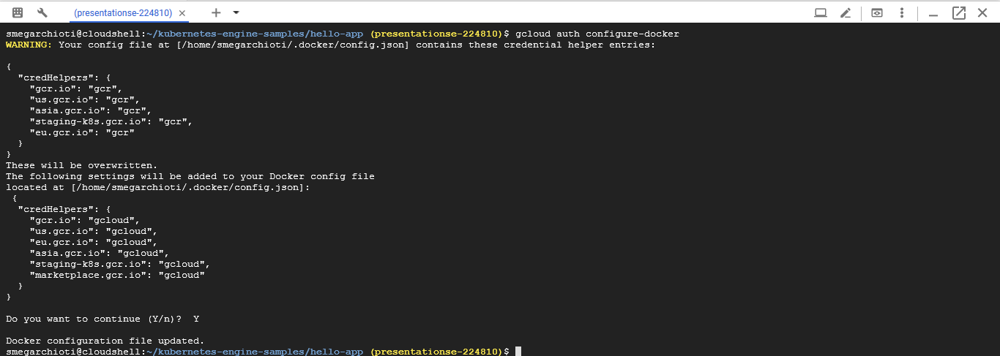 (presentationse-224810)
smegarchioti@cloudshell:~/kubernetes-engine-samples/hello-app (presentationse-224810)$ gcloud auth configure-docker
WARNING: Your config file at [/home/smegarchioti/.docker/config.json] contains these credential helper entries:

{
  "credHelpers": {
    "gcr.io": "gcr",
    "us.gcr.io": "gcr",
    "asia.gcr.io": "gcr",
    "staging-k8s.gcr.io": "gcr",
    "eu.gcr.io": "gcr"
  }
}
These will be overwritten.
The following settings will be added to your Docker config file
located at [/home/smegarchioti/.docker/config.json]:
 {
  "credHelpers": {
    "gcr.io": "gcloud",
    "us.gcr.io": "gcloud",
    "eu.gcr.io": "gcloud",
    "asia.gcr.io": "gcloud",
    "staging-k8s.gcr.io": "gcloud",
    "marketplace.gcr.io": "gcloud"
  }
}

Do you want to continue (Y/n)?  Y

Docker configuration file updated.
smegarchioti@cloudshell:~/kubernetes-engine-samples/hello-app (presentationse-224810)$